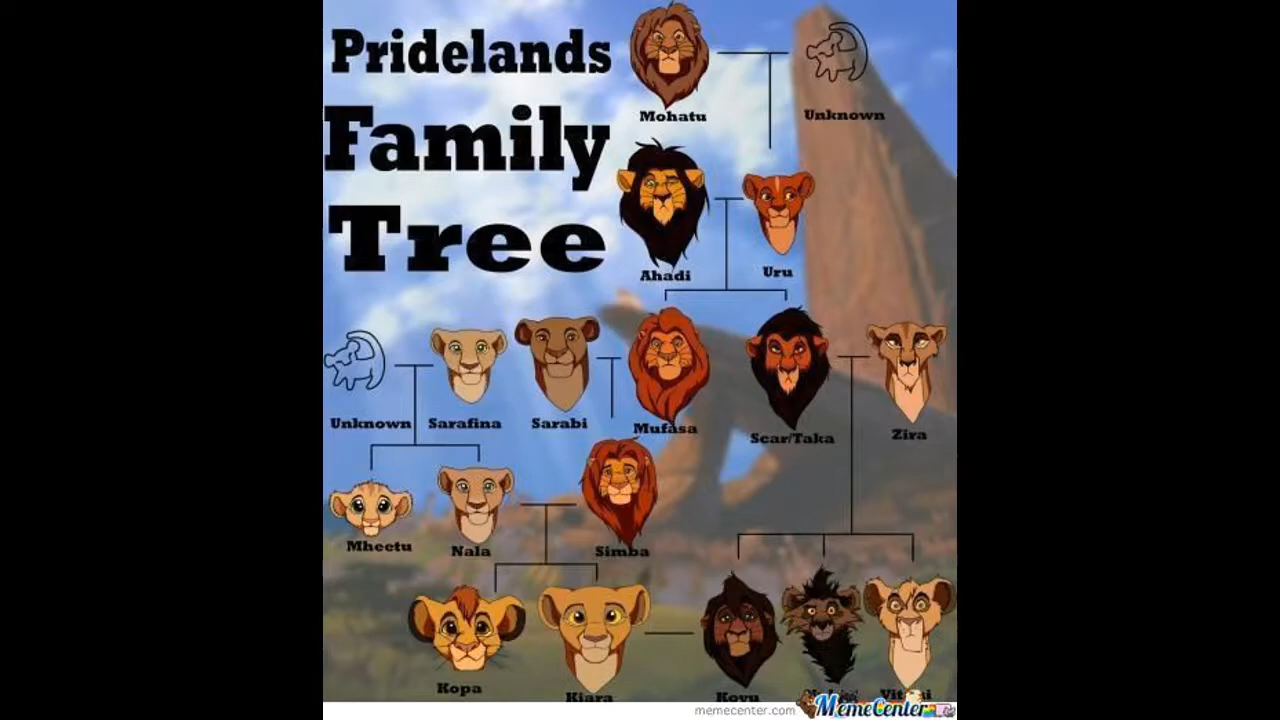 Pridelands
Family
Tree
Mohatu
Unknown
Ahadi
Uru
Unknown
Sarafina
Sarabi
Mufasa
Scar/Taka
Zira
Mheetu
Nala
Simba
Kopa
Kiara
Kovu
memecenter.com
MemeCenter